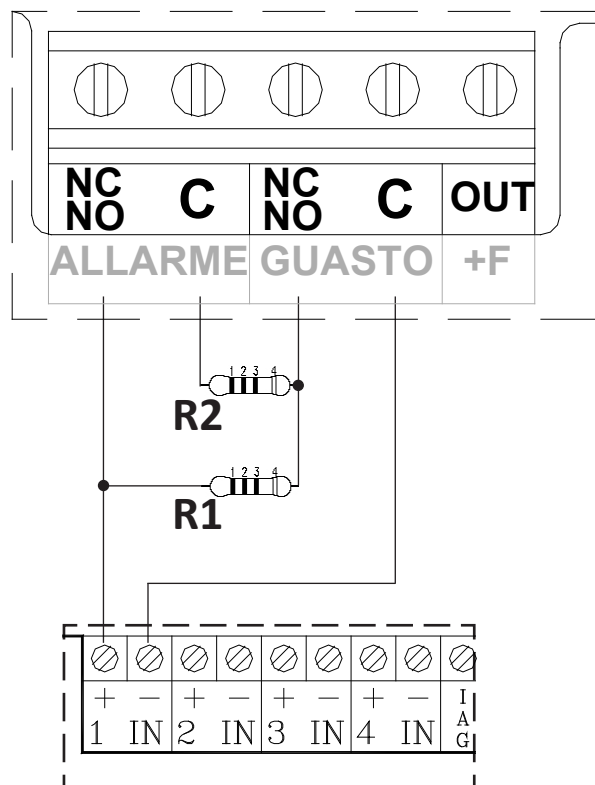 NC NC
NO C NO C OUT
ALLARME GUASTO +F
1 2 3 4
R2
1 2 3 4
R1
+ − + − + − + −
1 IN 2 IN 3 IN 4 IN
I
A
G